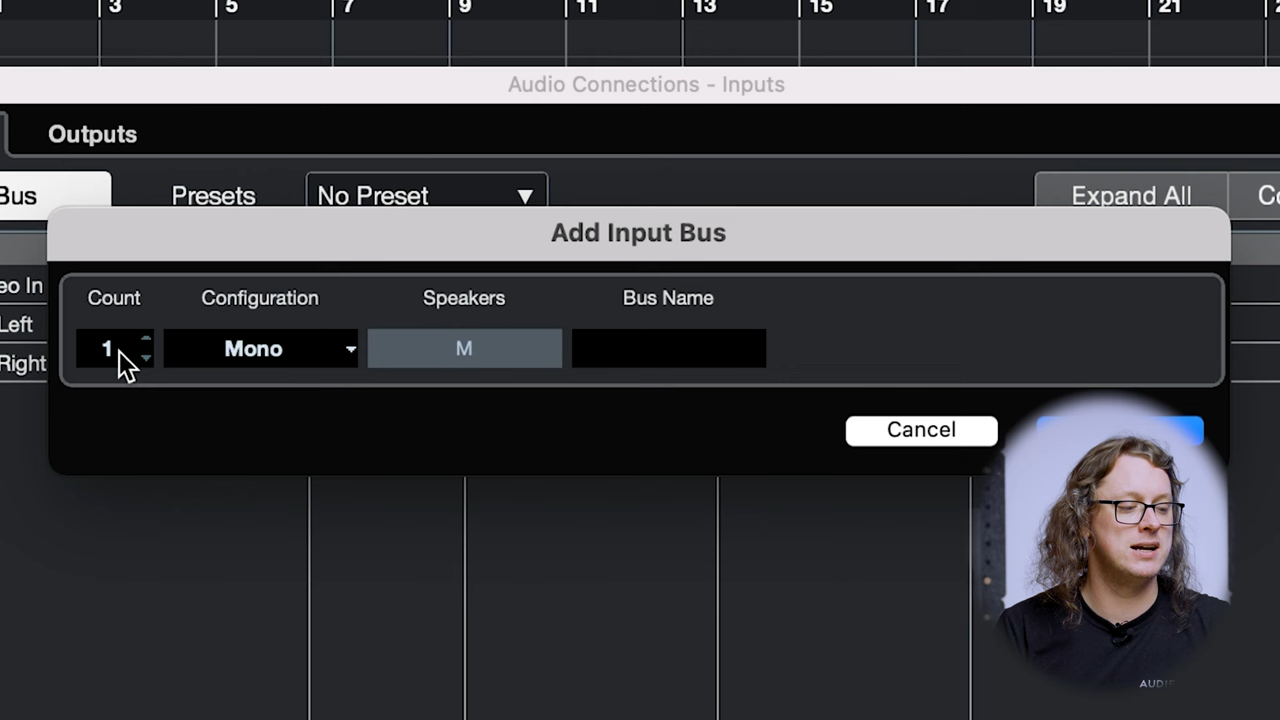 3 5 7 9 11 13 15 17 19 21
Audio Connections - Inputs
Outputs
Bus Presets No Preset Expand All
Add Input Bus
Count Configuration Speakers Bus Name
eo In
Left
1 Mono M
Right
Cancel